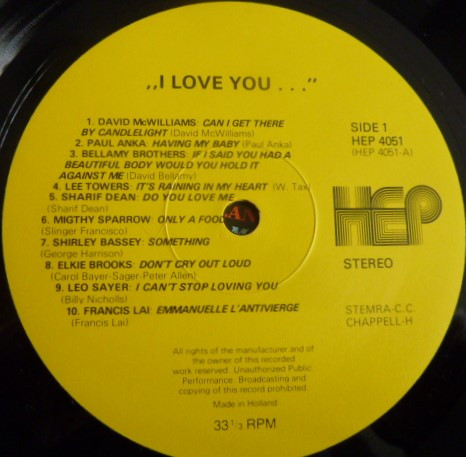 „I LOVE YOU . . ."
1. DAVID McWILLIAMS: CAN I GET THERE
BY CANDLELIGHT (David McWilliams)
2. PAUL ANKA: HAVING MY BABY (Paul Anka)
3. BELLAMY BROTHERS: IF I SAID YOU HAD A
BEAUTIFUL BODY WOULD YOU HOLD IT
AGAINST ME (David Bellamy)
4. LEE TOWERS: IT'S RAINING IN MY HEART (W. Tax)
5. SHARIF DEAN: DO YOU LOVE ME
(Sharif Dean)
6. MIGTHY SPARROW: ONLY A
(Slinger Francisco)
7. SHIRLEY BASSEY: SOMETHING
(George Harrison)
8. ELKIE BROOKS: DON'T CRY OUT LOUD
(Carol Bayer-Sager-Peter Allen)
9. LEO SAYER: I CAN'T STOP LOVING YOU
(Billy Nicholls)
10. FRANCIS LAI: EMMANUELLE L'ANTIVIERGE
(Francis Lai)
SIDE 1
HEP 4051
(HEP 4051-A)
HEP
STEREO
STEMRA-C.C.
CHAPPELL-H
All rights of the manufacturer and of
the owner of this recorded
work reserved. Unauthorized Public
Performance, Broadcasting and
copying of this record prohibited.
Made in Holland
33 1/3 RPM